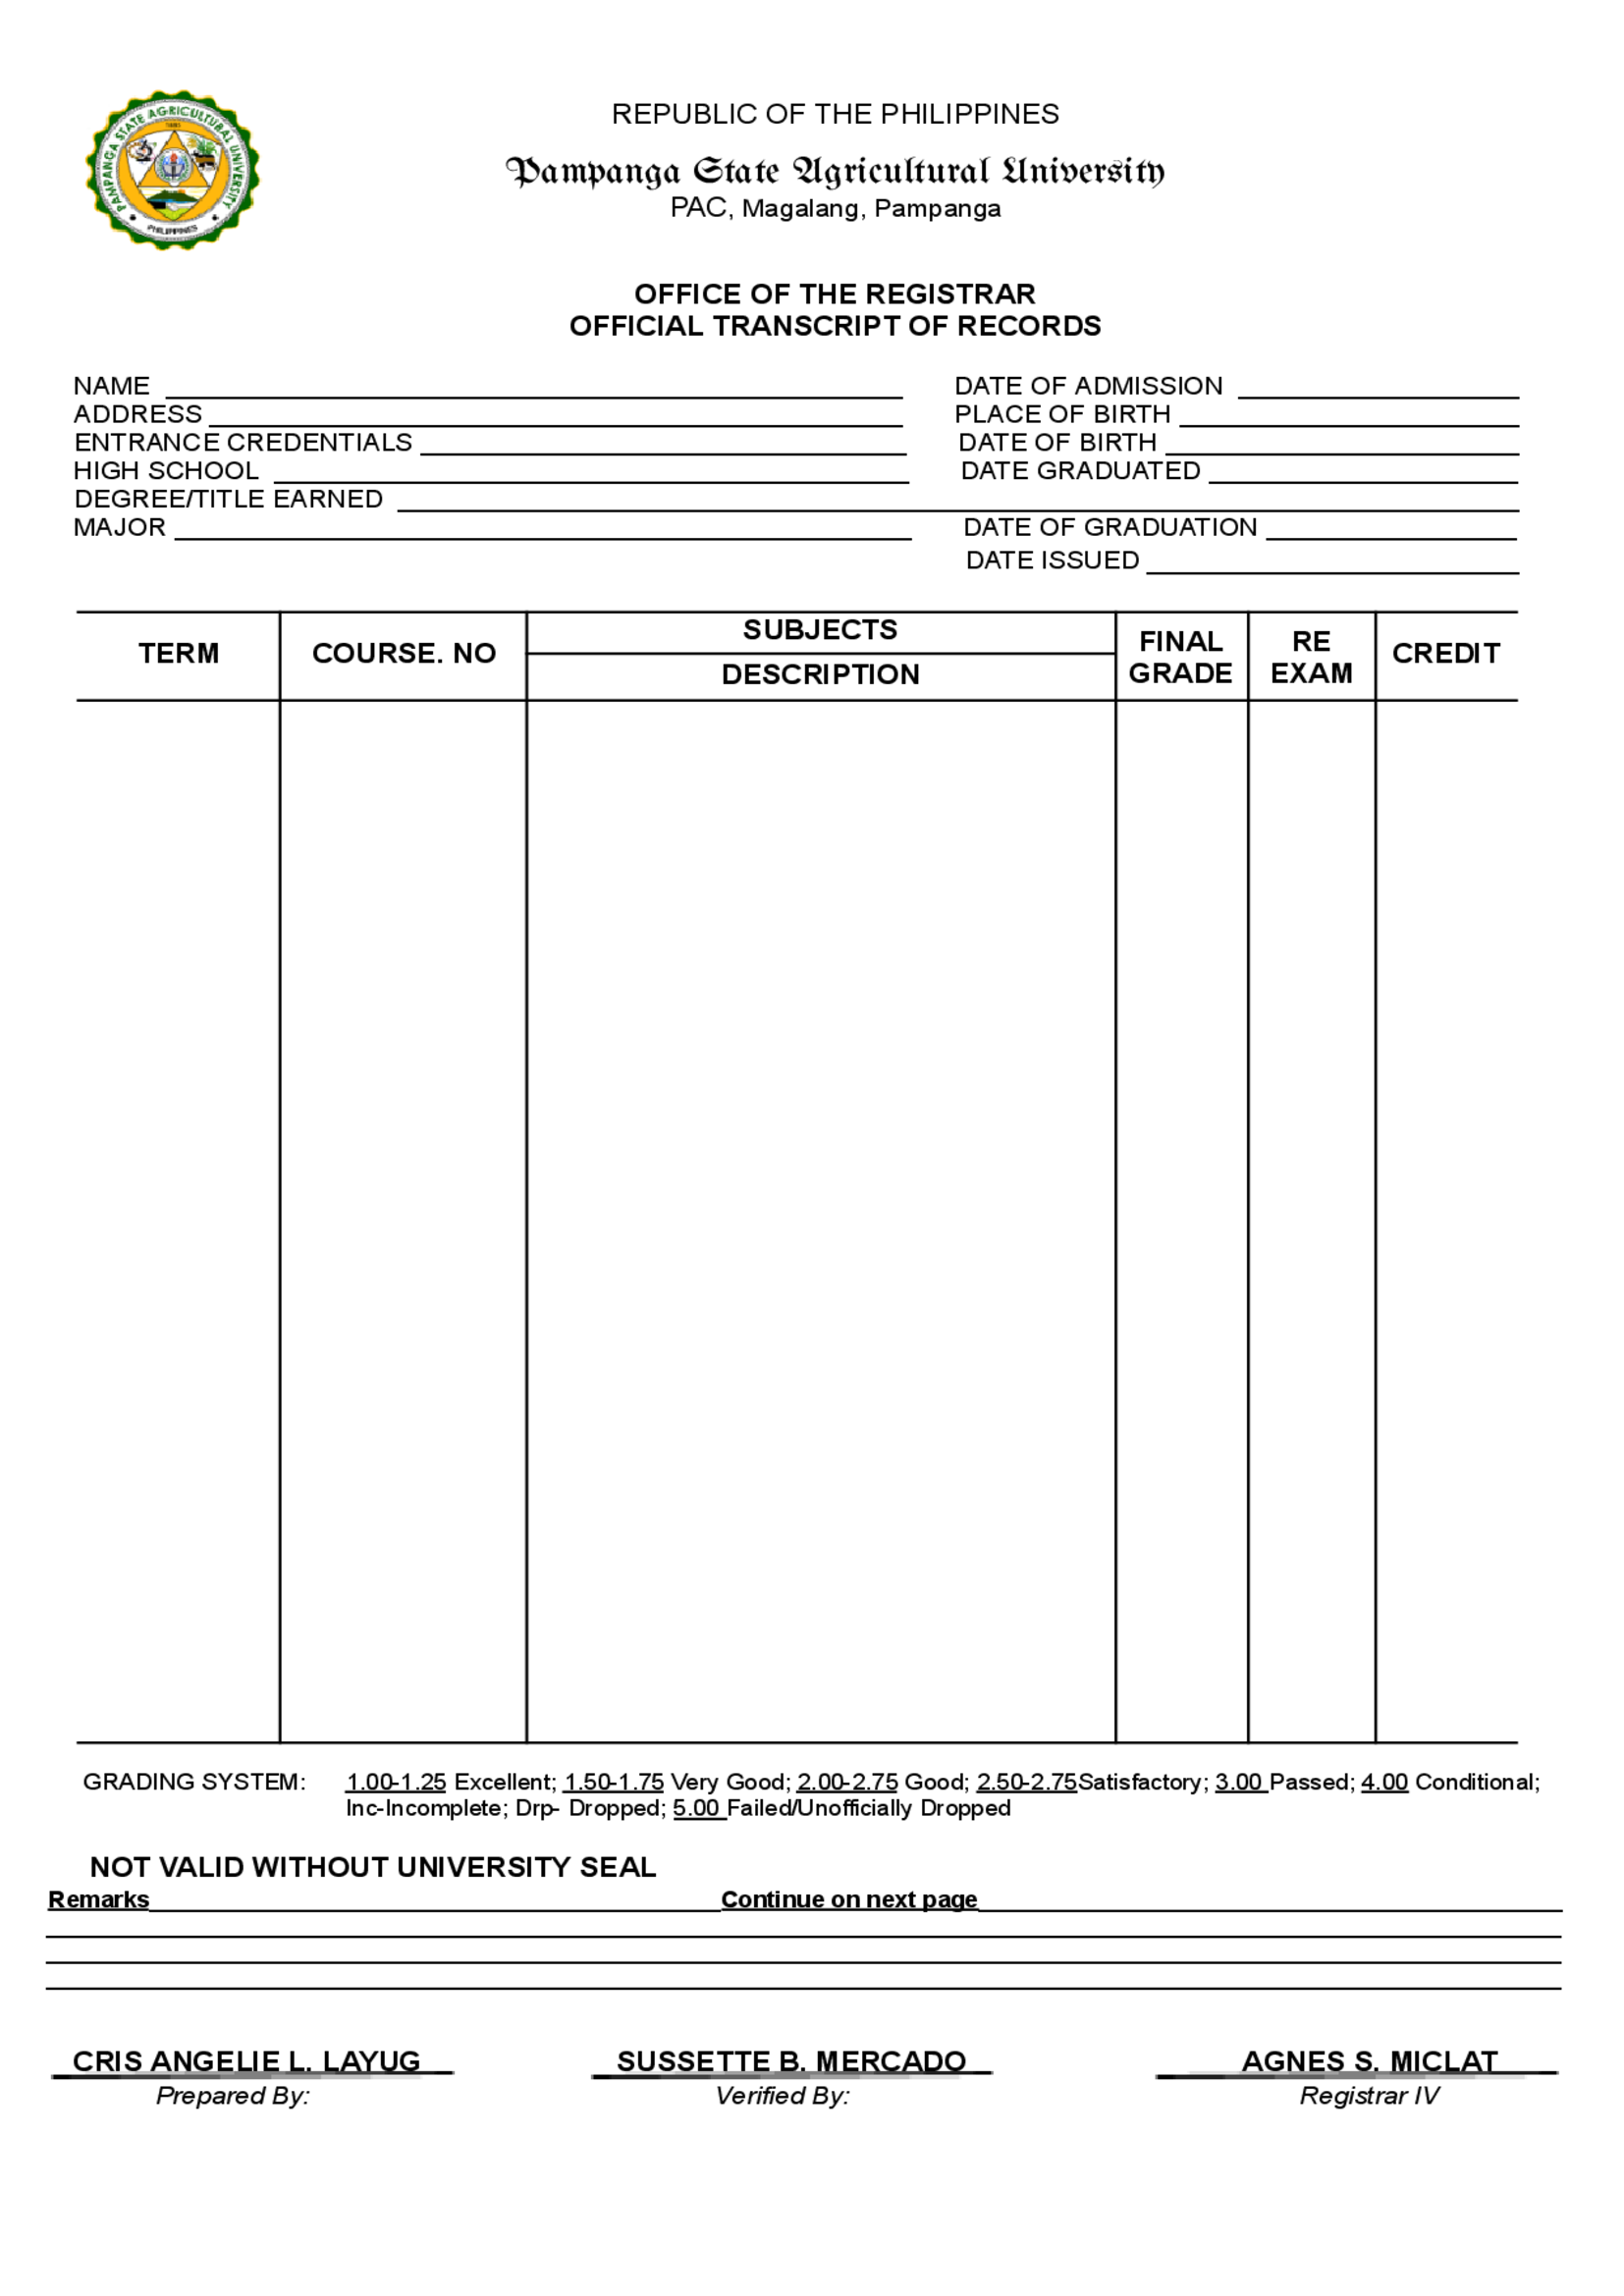 PAMPANGA STATE AGRICULTURAL UNIVERSITY
PHILIPPINES
REPUBLIC OF THE PHILIPPINES
Pampanga State Agricultural University
PAC, Magalang, Pampanga
OFFICE OF THE REGISTRAR
OFFICIAL TRANSCRIPT OF RECORDS
NAME DATE OF ADMISSION
ADDRESS PLACE OF BIRTH
ENTRANCE CREDENTIALS DATE OF BIRTH
HIGH SCHOOL DATE GRADUATED
DEGREE/TITLE EARNED
MAJOR DATE OF GRADUATION
DATE ISSUED
TERM COURSE. NO SUBJECTS DESCRIPTION FINAL GRADE RE EXAM CREDIT
GRADING SYSTEM: 1.00-1.25 Excellent; 1.50-1.75 Very Good; 2.00-2.75 Good; 2.50-2.75Satisfactory; 3.00 Passed; 4.00 Conditional;
Inc-Incomplete; Drp- Dropped; 5.00 Failed/Unofficially Dropped
NOT VALID WITHOUT UNIVERSITY SEAL
Remarks Continue on next page
CRIS ANGELIE L. LAYUG SUSSETTE B. MERCADO AGNES S. MICLAT
Prepared By: Verified By: Registrar IV